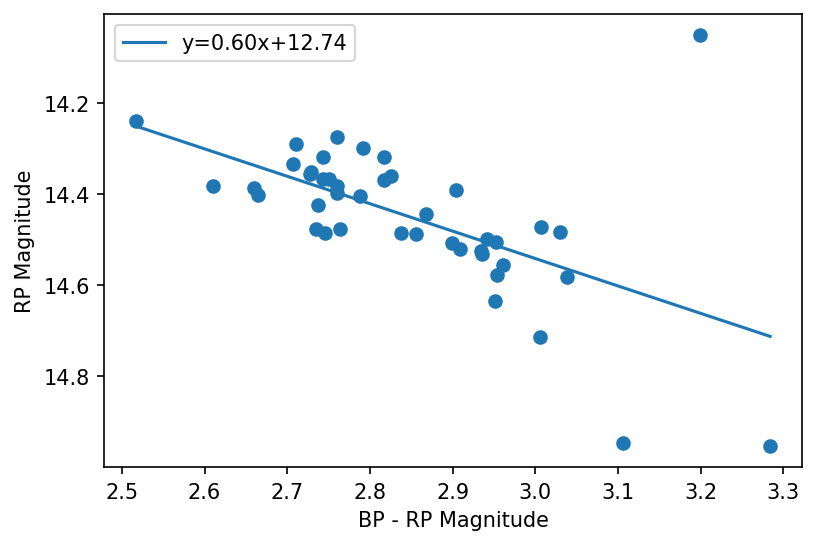 y=0.60x+12.74
14.2
14.4
14.6
14.8
RP Magnitude
2.5 2.6 2.7 2.8 2.9 3.0 3.1 3.2 3.3
BP - RP Magnitude